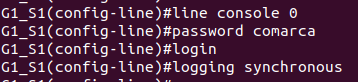 G1_S1(config-line)#line console 0
G1_S1(config-line)#password comarca
G1_S1(config-line)#login
G1_S1(config-line)#logging synchronous